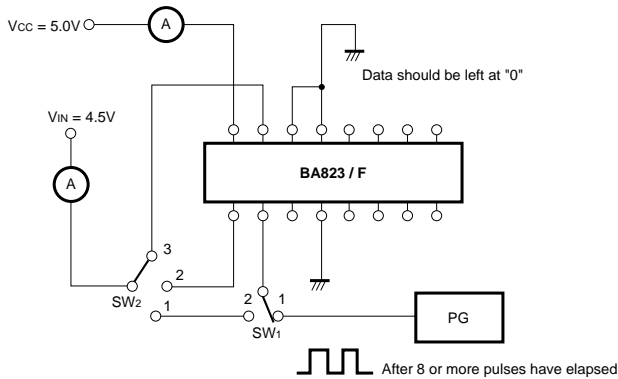 VCC = 5.0V
A
Data should be left at "0"
VIN = 4.5V
A
BA823 / F
3
2
SW2
1
2
1
SW1
PG
After 8 or more pulses have elapsed